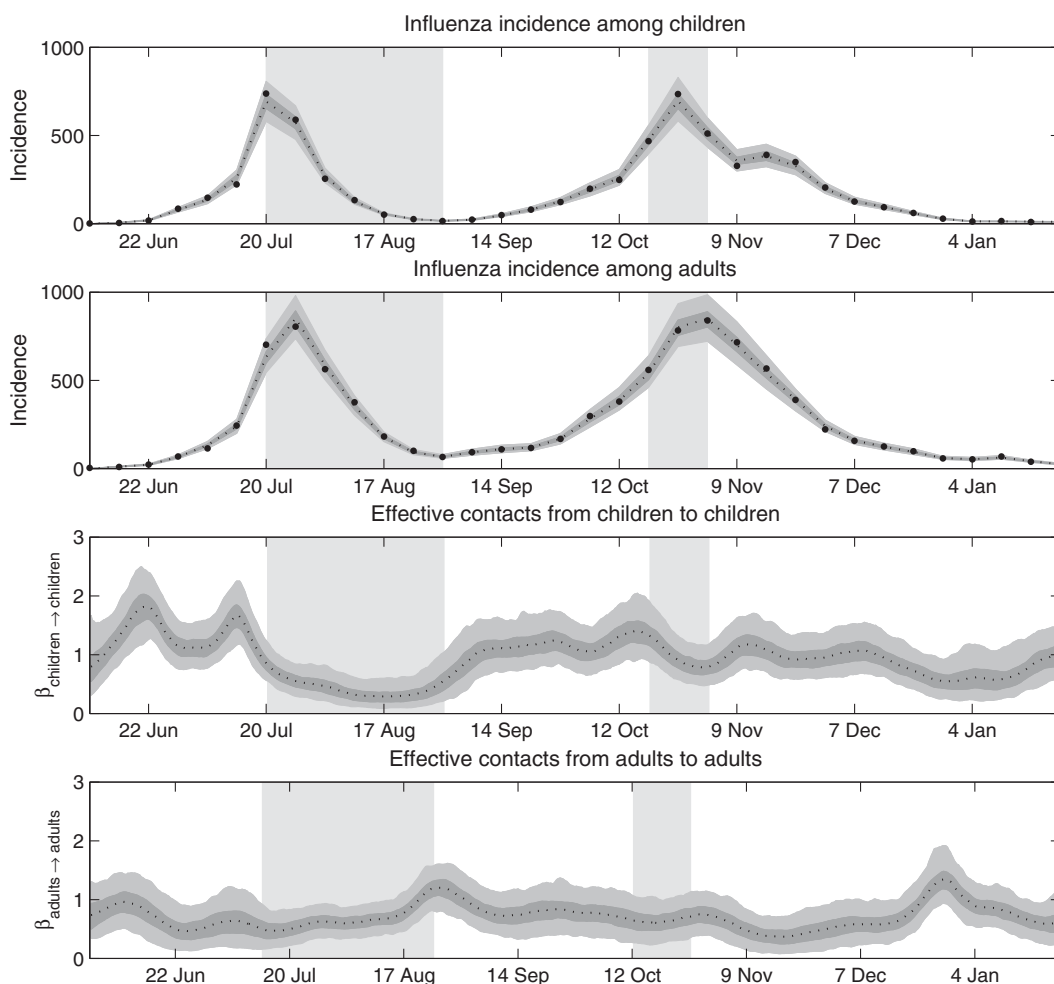 Influenza incidence among children
1000
500
0
Incidence
22 Jun 20 Jul 17 Aug 14 Sep 12 Oct 9 Nov 7 Dec 4 Jan
Influenza incidence among adults
1000
500
0
Incidence
22 Jun 20 Jul 17 Aug 14 Sep 12 Oct 9 Nov 7 Dec 4 Jan
Effective contacts from children to children
3
2
1
0
β children → children
22 Jun 20 Jul 17 Aug 14 Sep 12 Oct 9 Nov 7 Dec 4 Jan
Effective contacts from adults to adults
3
2
1
0
β adults → adults
22 Jun 20 Jul 17 Aug 14 Sep 12 Oct 9 Nov 7 Dec 4 Jan